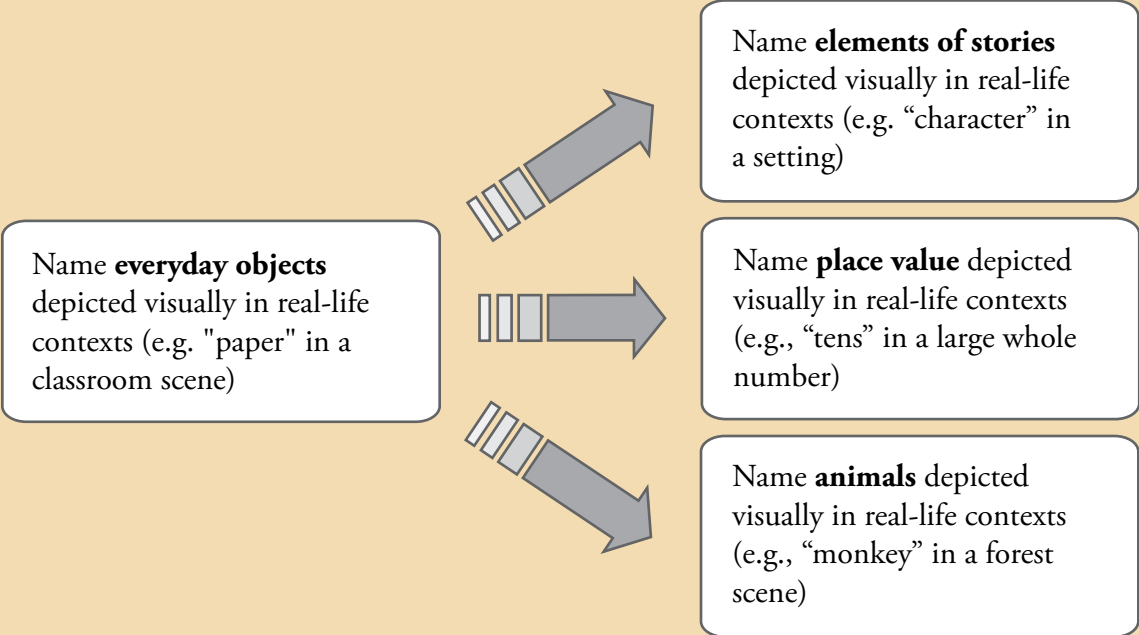 Name everyday objects
depicted visually in real-life
contexts (e.g. "paper" in a
classroom scene)
Name elements of stories
depicted visually in real-life
contexts (e.g. “character” in
a setting)
Name place value depicted
visually in real-life contexts
(e.g., “tens” in a large whole
number)
Name animals depicted
visually in real-life contexts
(e.g., “monkey” in a forest
scene)